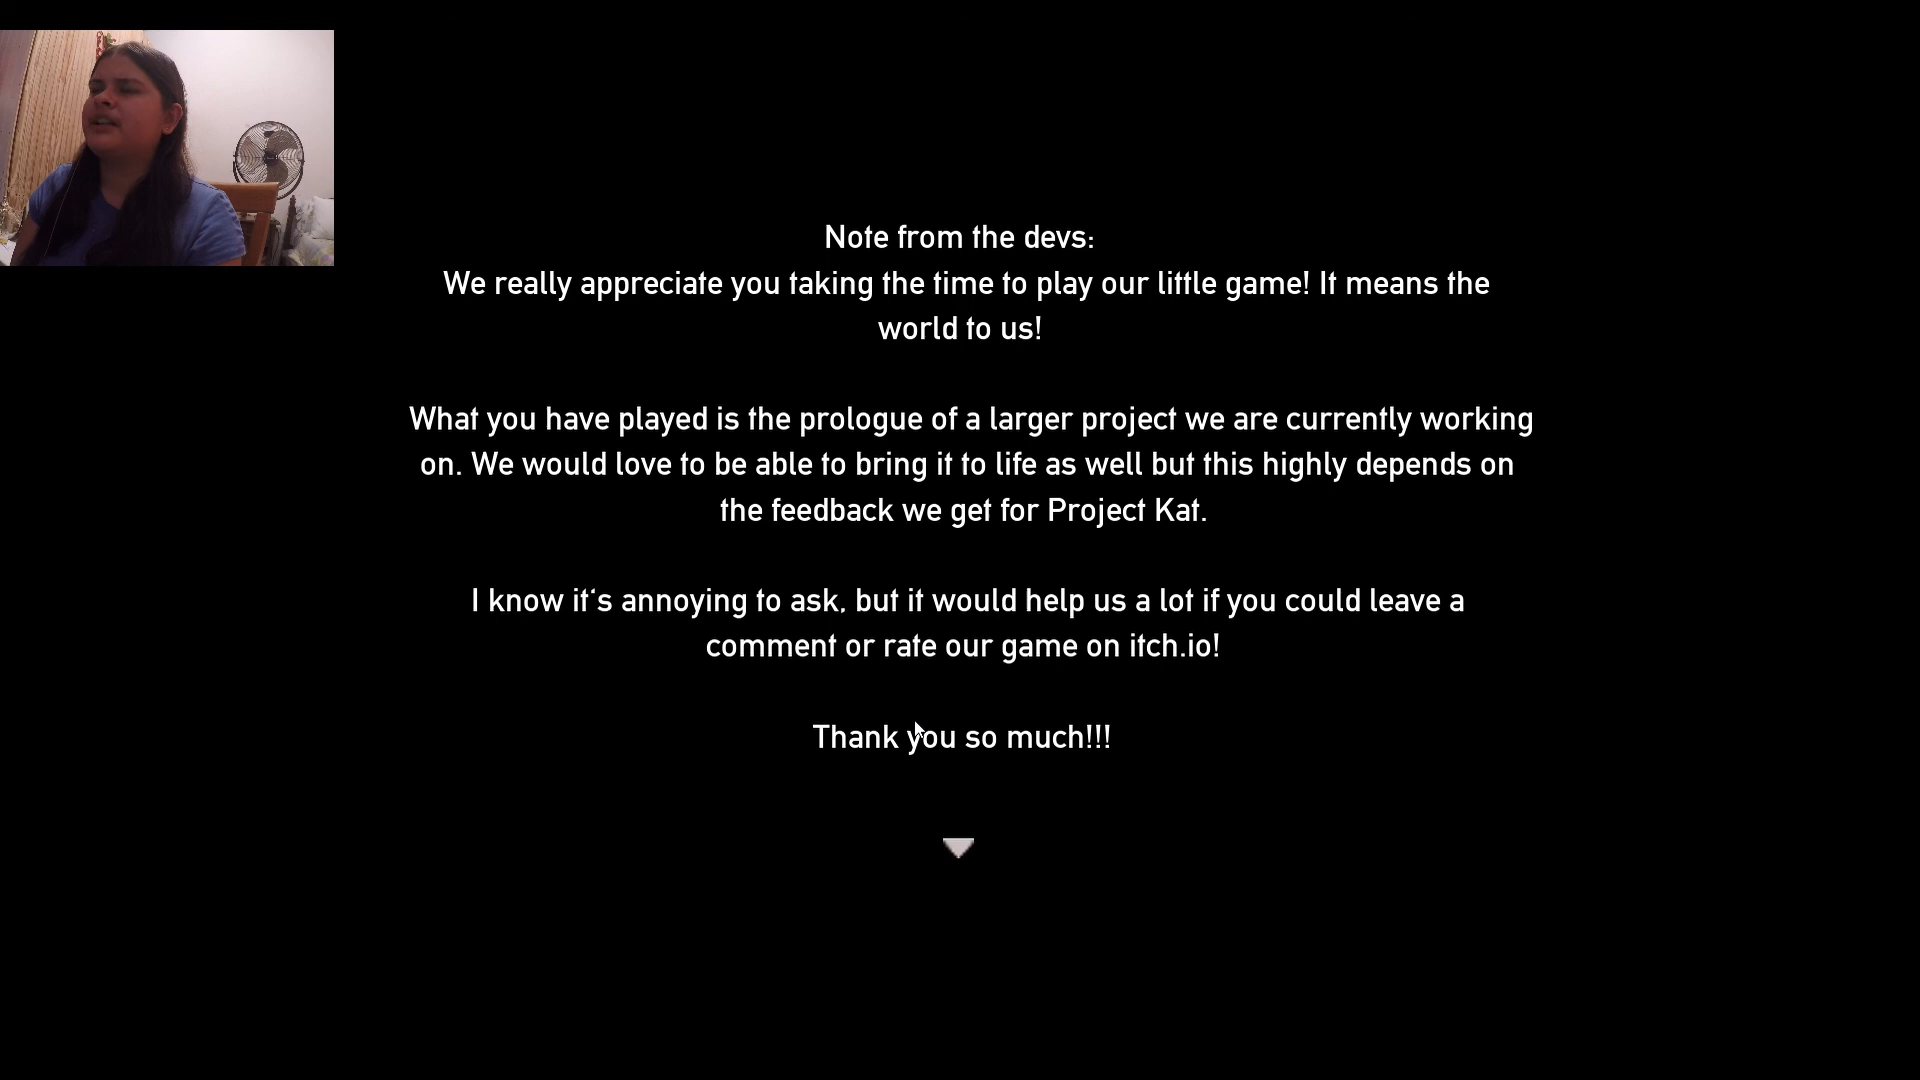 Note from the devs:
We really appreciate you taking the time to play our little game! It means the
world to us!
What you have played is the prologue of a larger project we are currently working
on. We would love to be able to bring it to life as well but this highly depends on
the feedback we get for Project Kat.
I know it‘s annoying to ask, but it would help us a lot if you could leave a
comment or rate our game on itch.io!
Thank you so much!!!